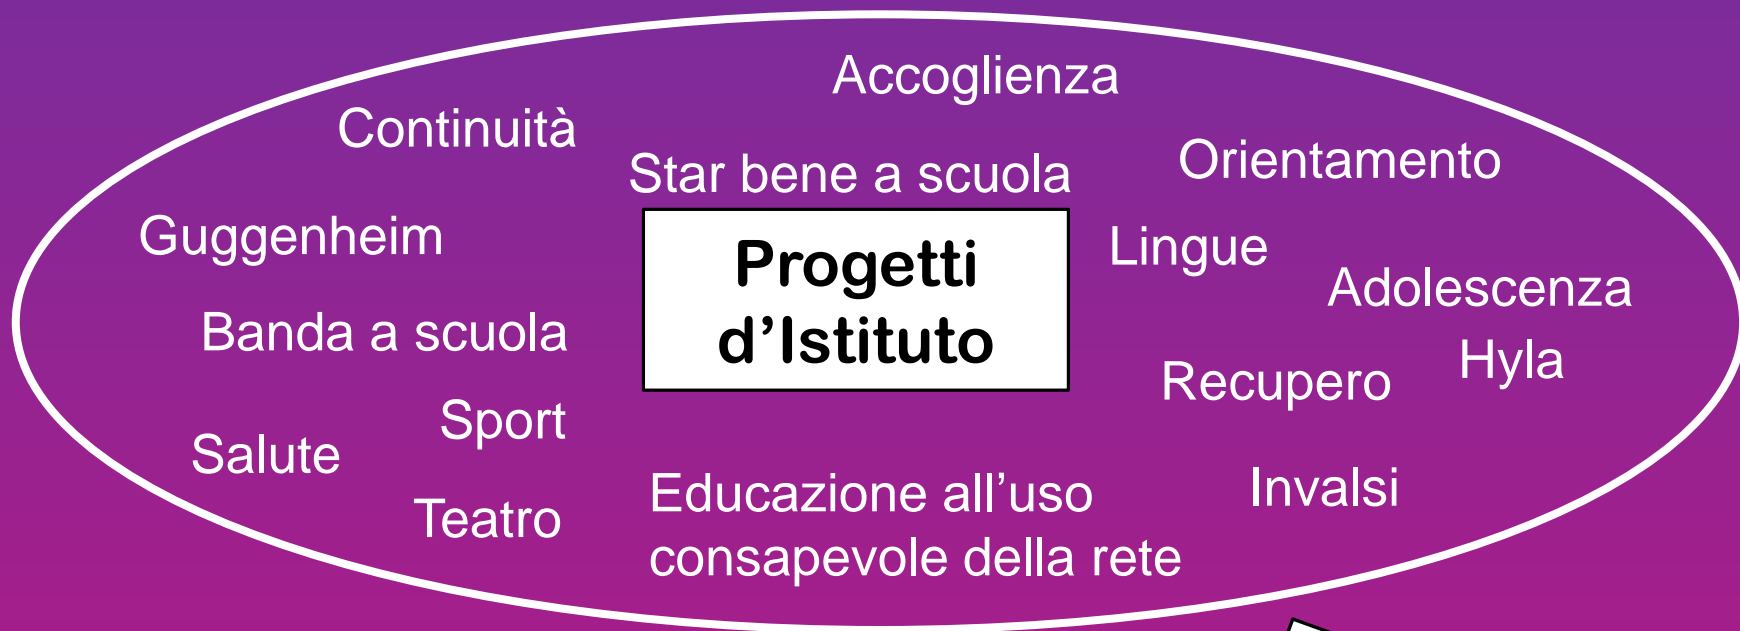 Accoglienza
Continuità
Orientamento
Star bene a scuola
Guggenheim
Lingue
Progetti
d’Istituto
Adolescenza
Banda a scuola
Hyla
Recupero
Sport
Salute
Invalsi
Educazione all’uso
Teatro
consapevole della rete